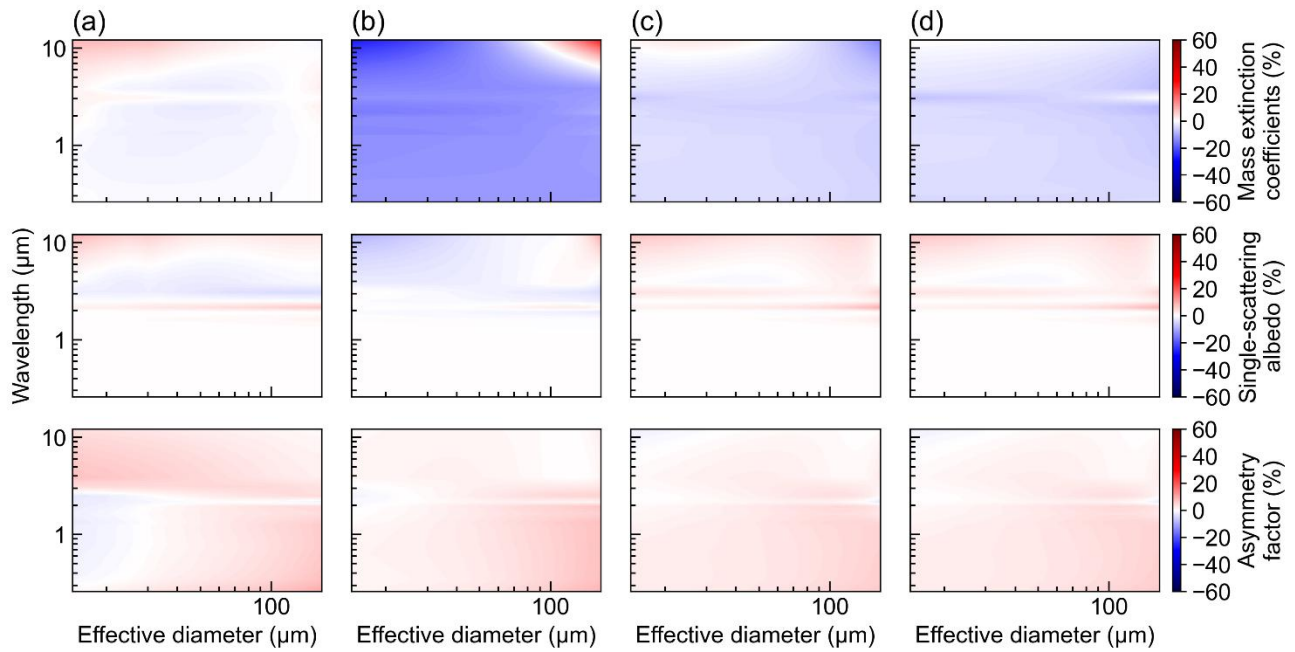 (a) (b) (c) (d)
10
1
60
40
20
0
−20
−40
−60
Mass extinction
coefficients (%)
Wavelength (µm)
10
1
60
40
20
0
−20
−40
−60
Single-scattering
albedo (%)
10
1
60
40
20
0
−20
−40
−60
Asymmetry
factor (%)
100 100 100 100
Effective diameter (µm) Effective diameter (µm) Effective diameter (µm) Effective diameter (µm)